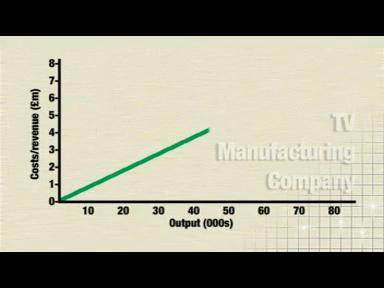 8
7
6
5
4
3
2
1
0
Costs/revenue (£m)
10 20 30 40 50 60 70 80
Output (000s)
TV
Manufacturing
Company